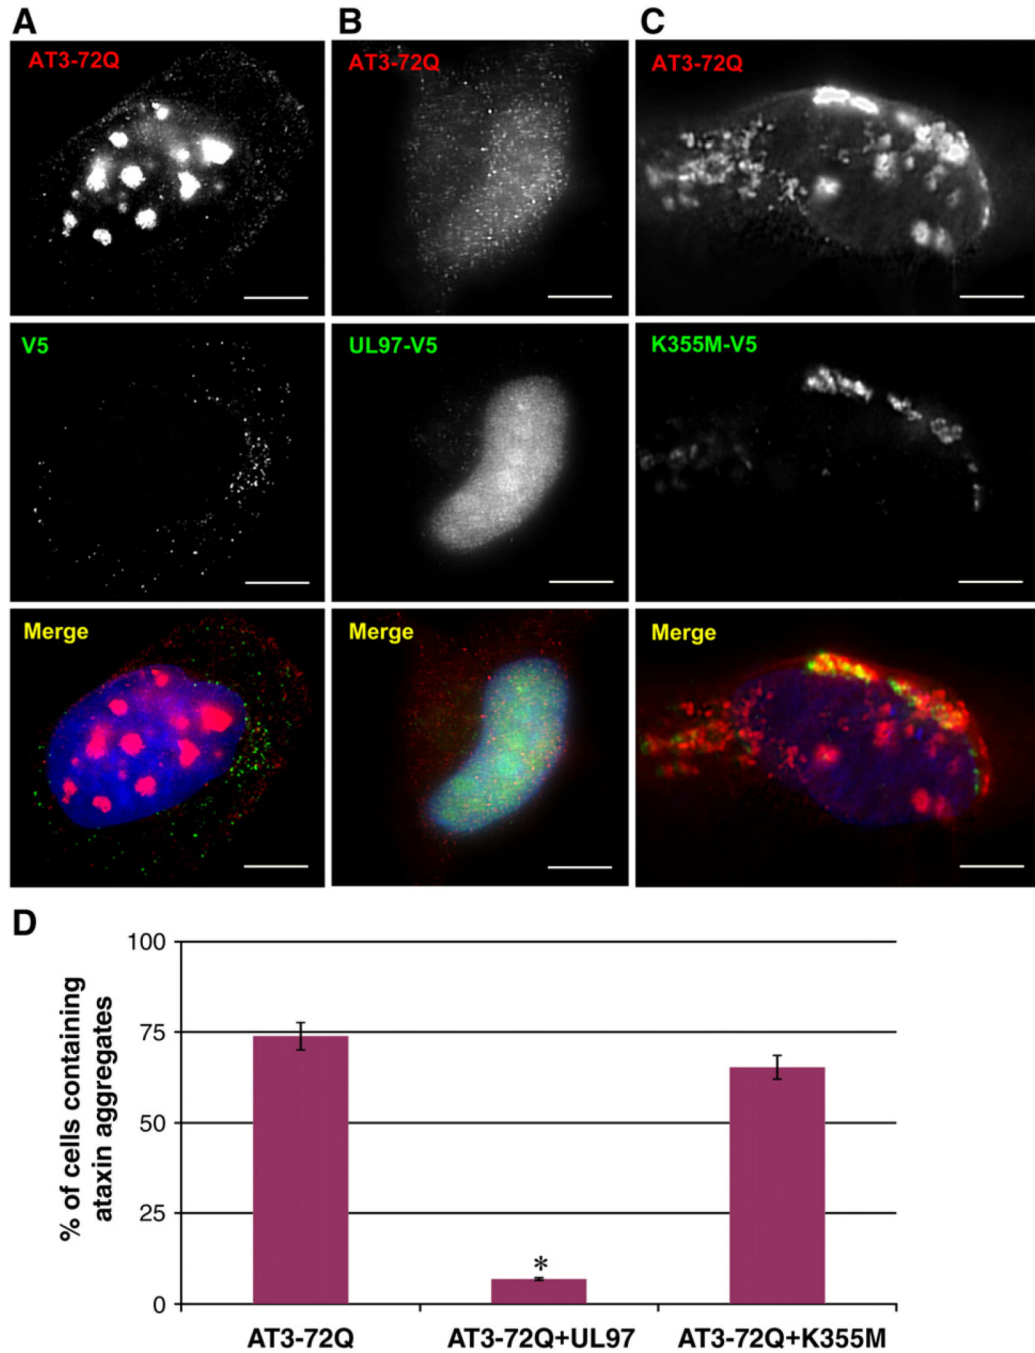 A
B
C
AT3-72Q
AT3-72Q
AT3-72Q
V5
UL97-V5
K355M-V5
Merge
Merge
Merge
D
% of cells containing
ataxin aggregates
100
75
50
25
0
*
AT3-72Q
AT3-72Q+UL97
AT3-72Q+K355M